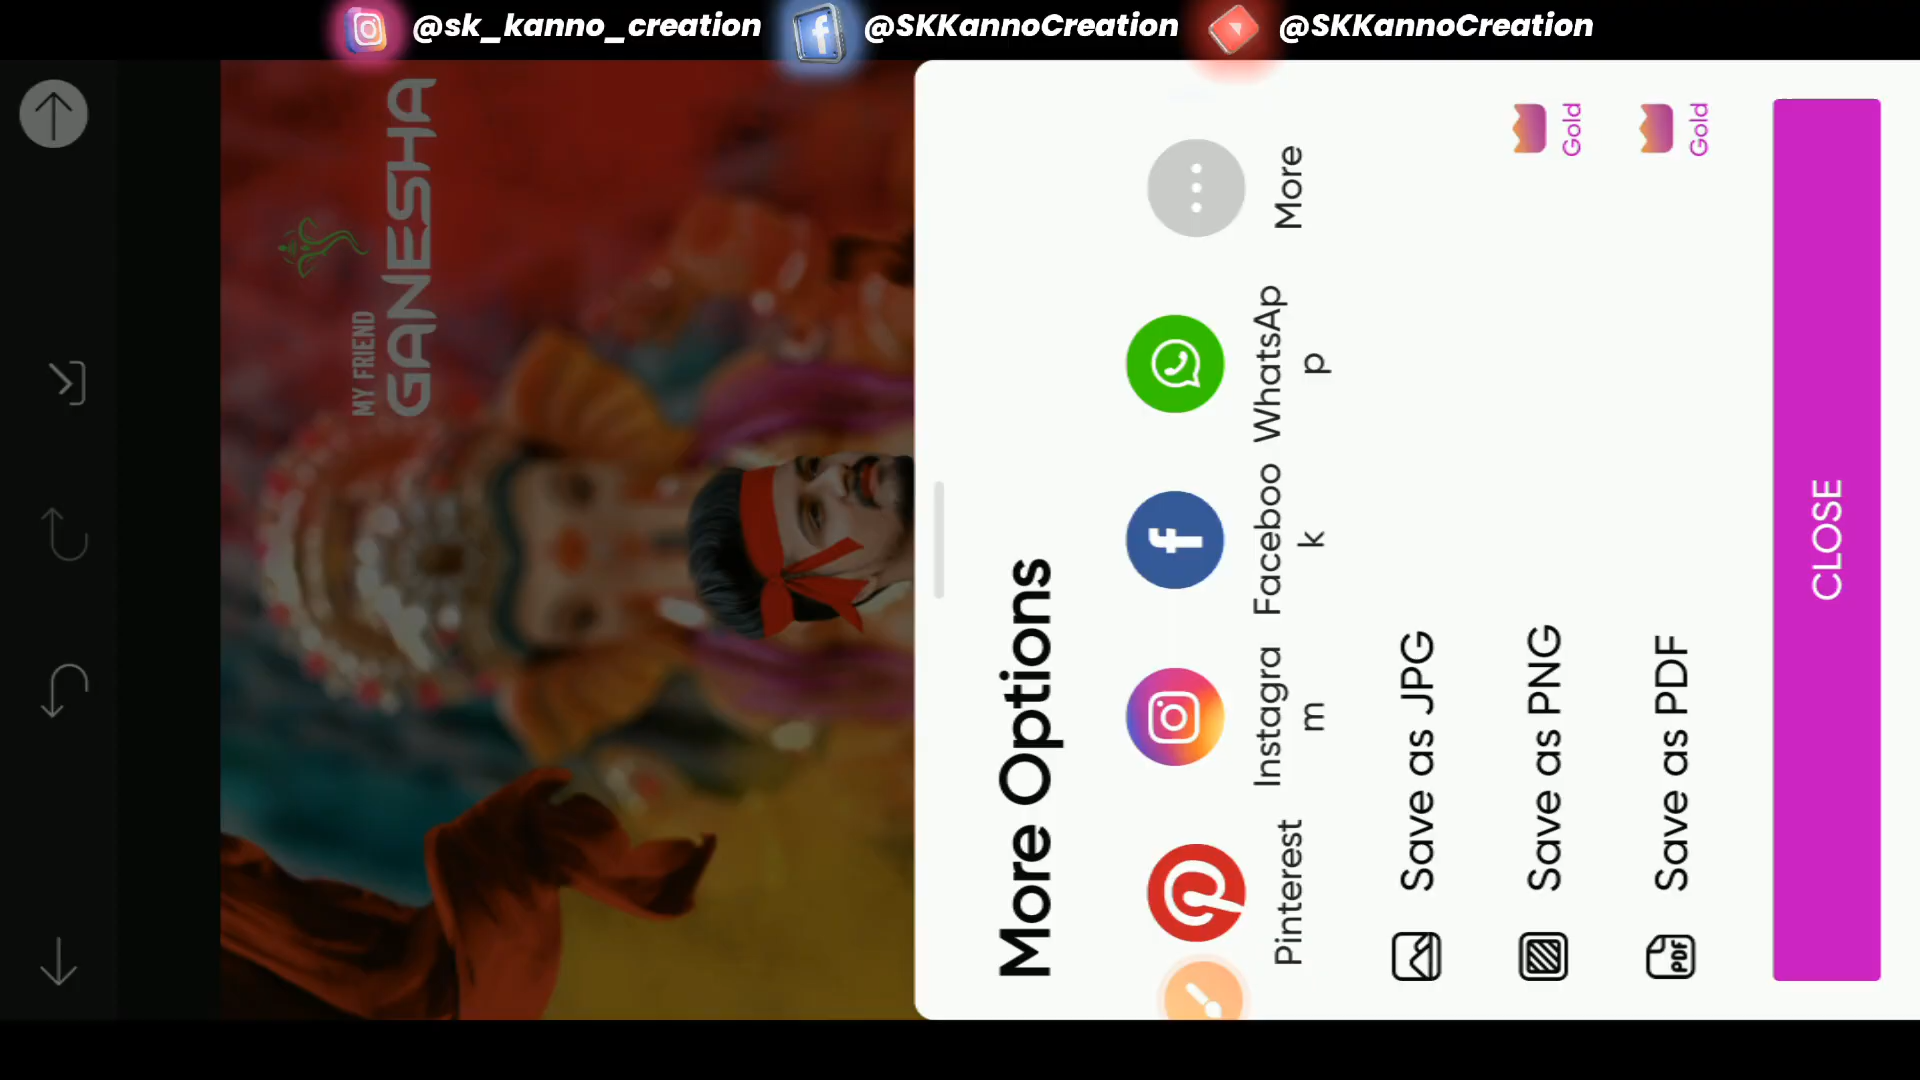 @sk_kanno_creation @SKKannoCreation @SKKannoCreation
MY FRIEND
GANESHA
More Options
Pinterest
Instagra
m
Faceboo
k
WhatsAp
p
More
Save as JPG
Save as PNG
Gold
PDF
Save as PDF
Gold
CLOSE